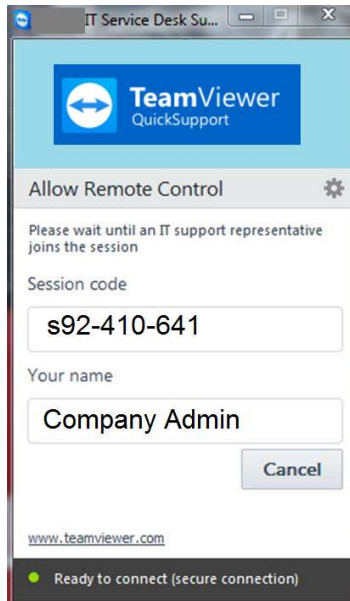 IT Service Desk Su...
TeamViewer
QuickSupport
Allow Remote Control
Please wait until an IT support representative
joins the session
Session code
s92-410-641
Your name
Company Admin
Cancel
www.teamviewer.com
Ready to connect (secure connection)